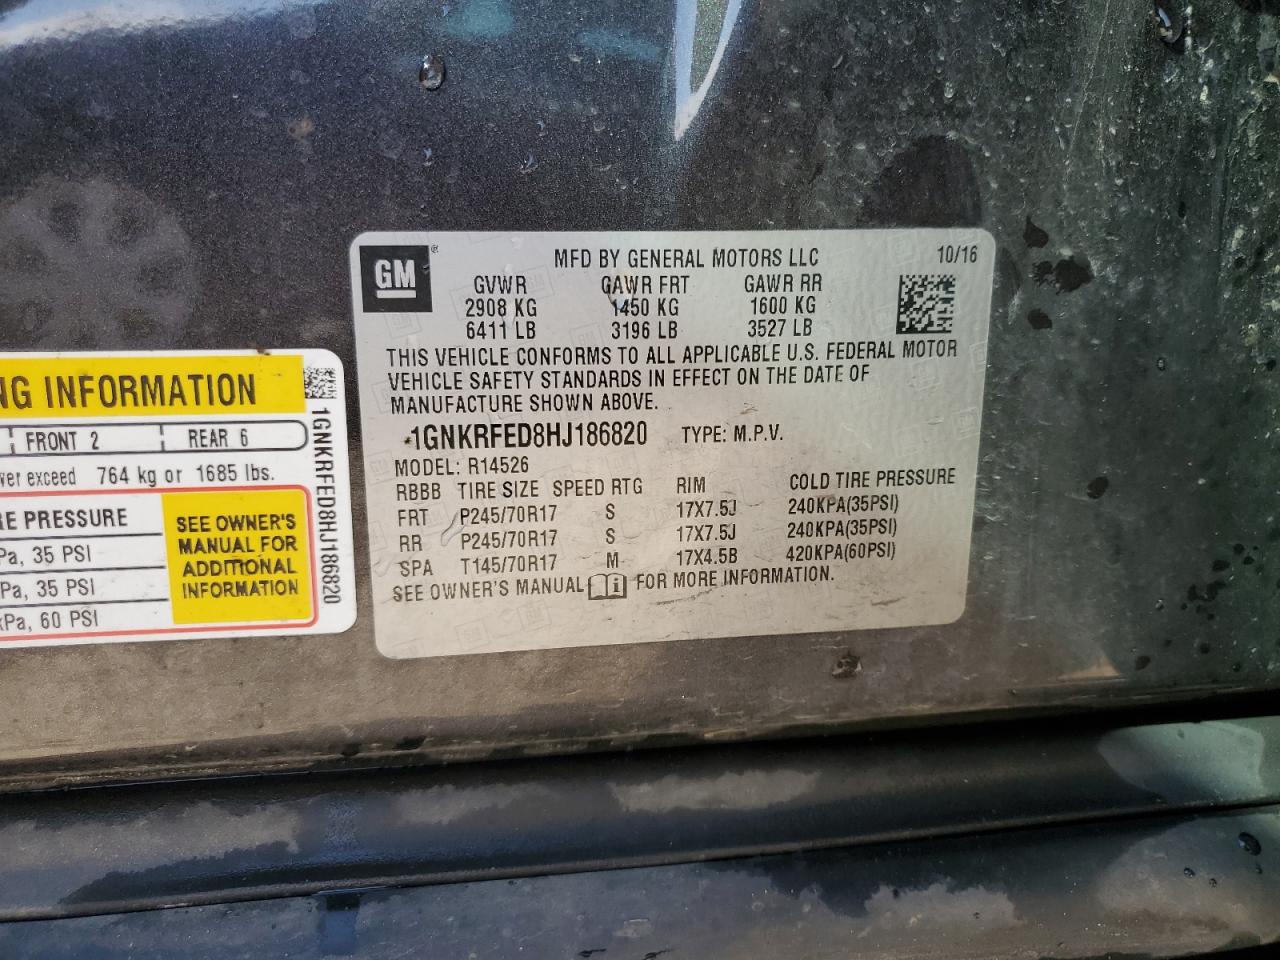 NG INFORMATION
FRONT 2 REAR 6
exceed 764 kg or 1685 lbs.
PRESSURE
Pa, 35 PSI
Pa, 35 PSI
kPa, 60 PSI
SEE OWNER'S
MANUAL FOR
ADDITIONAL
INFORMATION
1GNKRFED8HJ186820
GM®
MFD BY GENERAL MOTORS LLC 10/16
GVWR GAWR FRT GAWR RR
2908 KG 1450 KG 1600 KG
6411 LB 3196 LB 3527 LB
THIS VEHICLE CONFORMS TO ALL APPLICABLE U.S. FEDERAL MOTOR
VEHICLE SAFETY STANDARDS IN EFFECT ON THE DATE OF
MANUFACTURE SHOWN ABOVE.
1GNKRFED8HJ186820 TYPE: M.P.V.
MODEL: R14526
RBBB TIRE SIZE SPEED RTG RIM COLD TIRE PRESSURE
FRT P245/70R17 S 17X7.5J 240KPA(35PSI)
RR P245/70R17 S 17X7.5J 240KPA(35PSI)
SPA T145/70R17 M 17X4.5B 420KPA(60PSI)
SEE OWNER'S MANUAL FOR MORE INFORMATION.